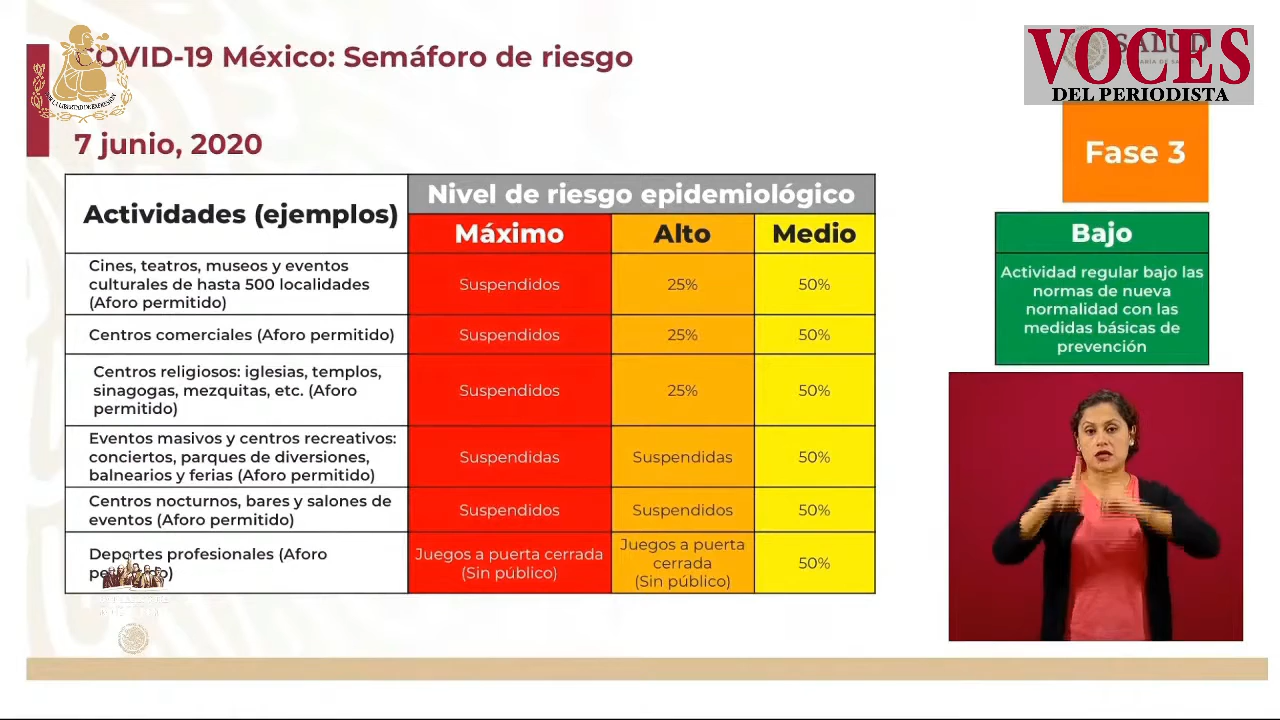 COVID-19 México: Semáforo de riesgo
7 junio, 2020
VOCES
DEL PERIODISTA
SALUD
Fase 3
Actividades (ejemplos)
Nivel de riesgo epidemiológico
Máximo
Alto
Medio
Cines, teatros, museos y eventos
culturales de hasta 500 localidades
(Aforo permitido)
Suspendidos
25%
50%
Centros comerciales (Aforo permitido)
Suspendidos
25%
50%
Centros religiosos: iglesias, templos,
sinagogas, mezquitas, etc. (Aforo
permitido)
Suspendidos
25%
50%
Eventos masivos y centros recreativos:
conciertos, parques de diversiones,
balnearios y ferias (Aforo permitido)
Suspendidas
Suspendidas
50%
Centros nocturnos, bares y salones de
eventos (Aforo permitido)
Suspendidos
Suspendidos
50%
Deportes profesionales (Aforo
permitido)
Juegos a puerta cerrada
(Sin público)
Juegos a puerta
cerrada
(Sin público)
50%
Bajo
Actividad regular bajo las
normas de nueva
normalidad con las
medidas básicas de
prevención